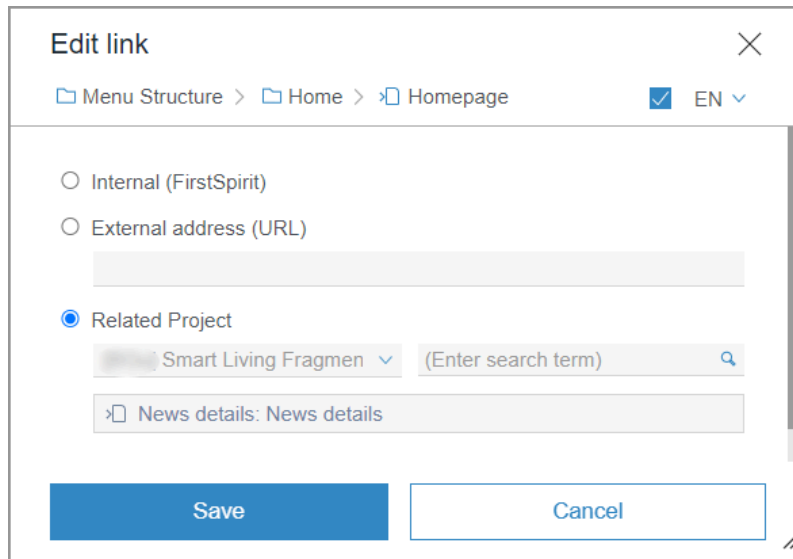 Edit link
Menu Structure > Home > Homepage EN
Internal (FirstSpirit)
External address (URL)
Related Project
Smart Living Fragmen (Enter search term)
News details: News details
Save Cancel